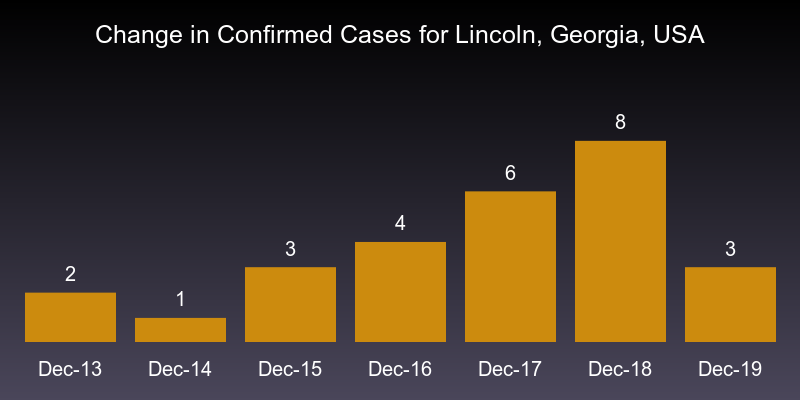 Change in Confirmed Cases for Lincoln, Georgia, USA
2
1
3
4
6
8
3
Dec-13
Dec-14
Dec-15
Dec-16
Dec-17
Dec-18
Dec-19